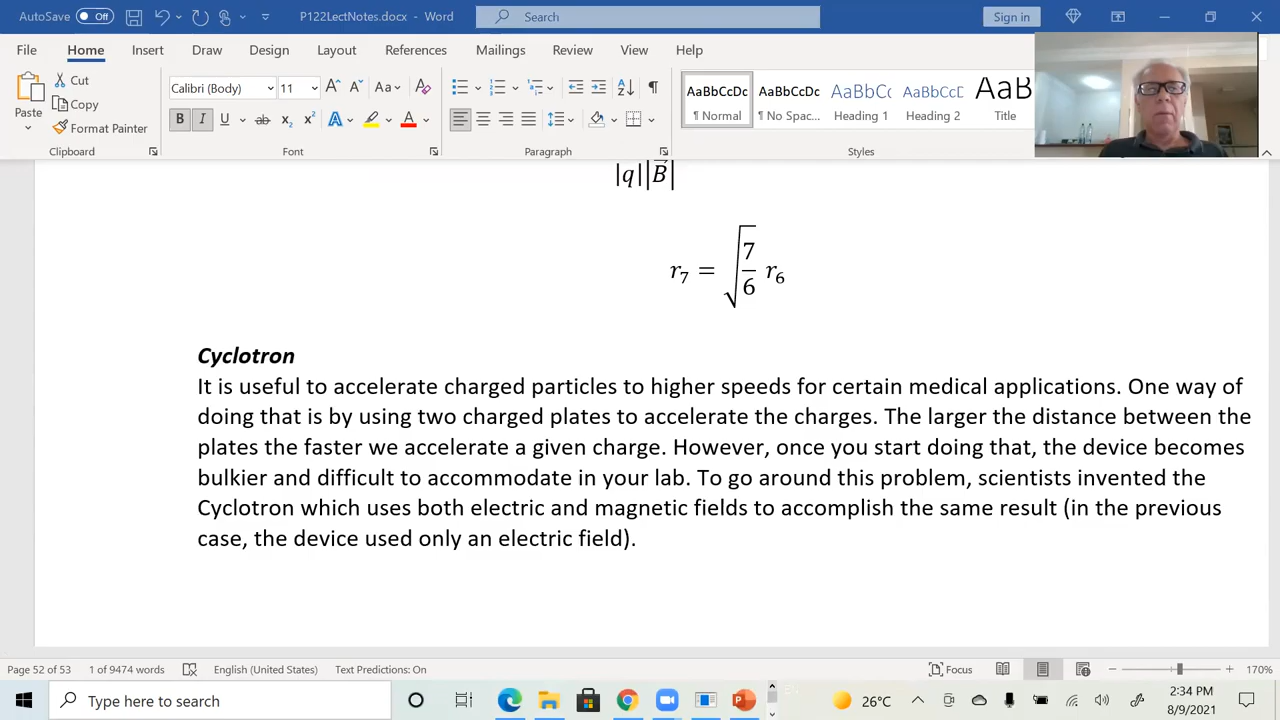 AutoSave Off P122LectNotes.docx - Word Search Sign in
File Home Insert Draw Design Layout References Mailings Review View Help
Paste Cut Copy Format Painter Clipboard
Calibri (Body) 11 Font
Paragraph
AaBbCcDc ¶ Normal AaBbCcDc ¶ No Spac... AaBbCc Heading 1 AaBbCcD Heading 2 AaB Title Styles
|q||B⃗|
r₇ = √(7/6) r₆
Cyclotron
It is useful to accelerate charged particles to higher speeds for certain medical applications. One way of
doing that is by using two charged plates to accelerate the charges. The larger the distance between the
plates the faster we accelerate a given charge. However, once you start doing that, the device becomes
bulkier and difficult to accommodate in your lab. To go around this problem, scientists invented the
Cyclotron which uses both electric and magnetic fields to accomplish the same result (in the previous
case, the device used only an electric field).
Page 52 of 53 1 of 9474 words English (United States) Text Predictions: On Focus 170%
Type here to search 26°C 2:34 PM
8/9/2021